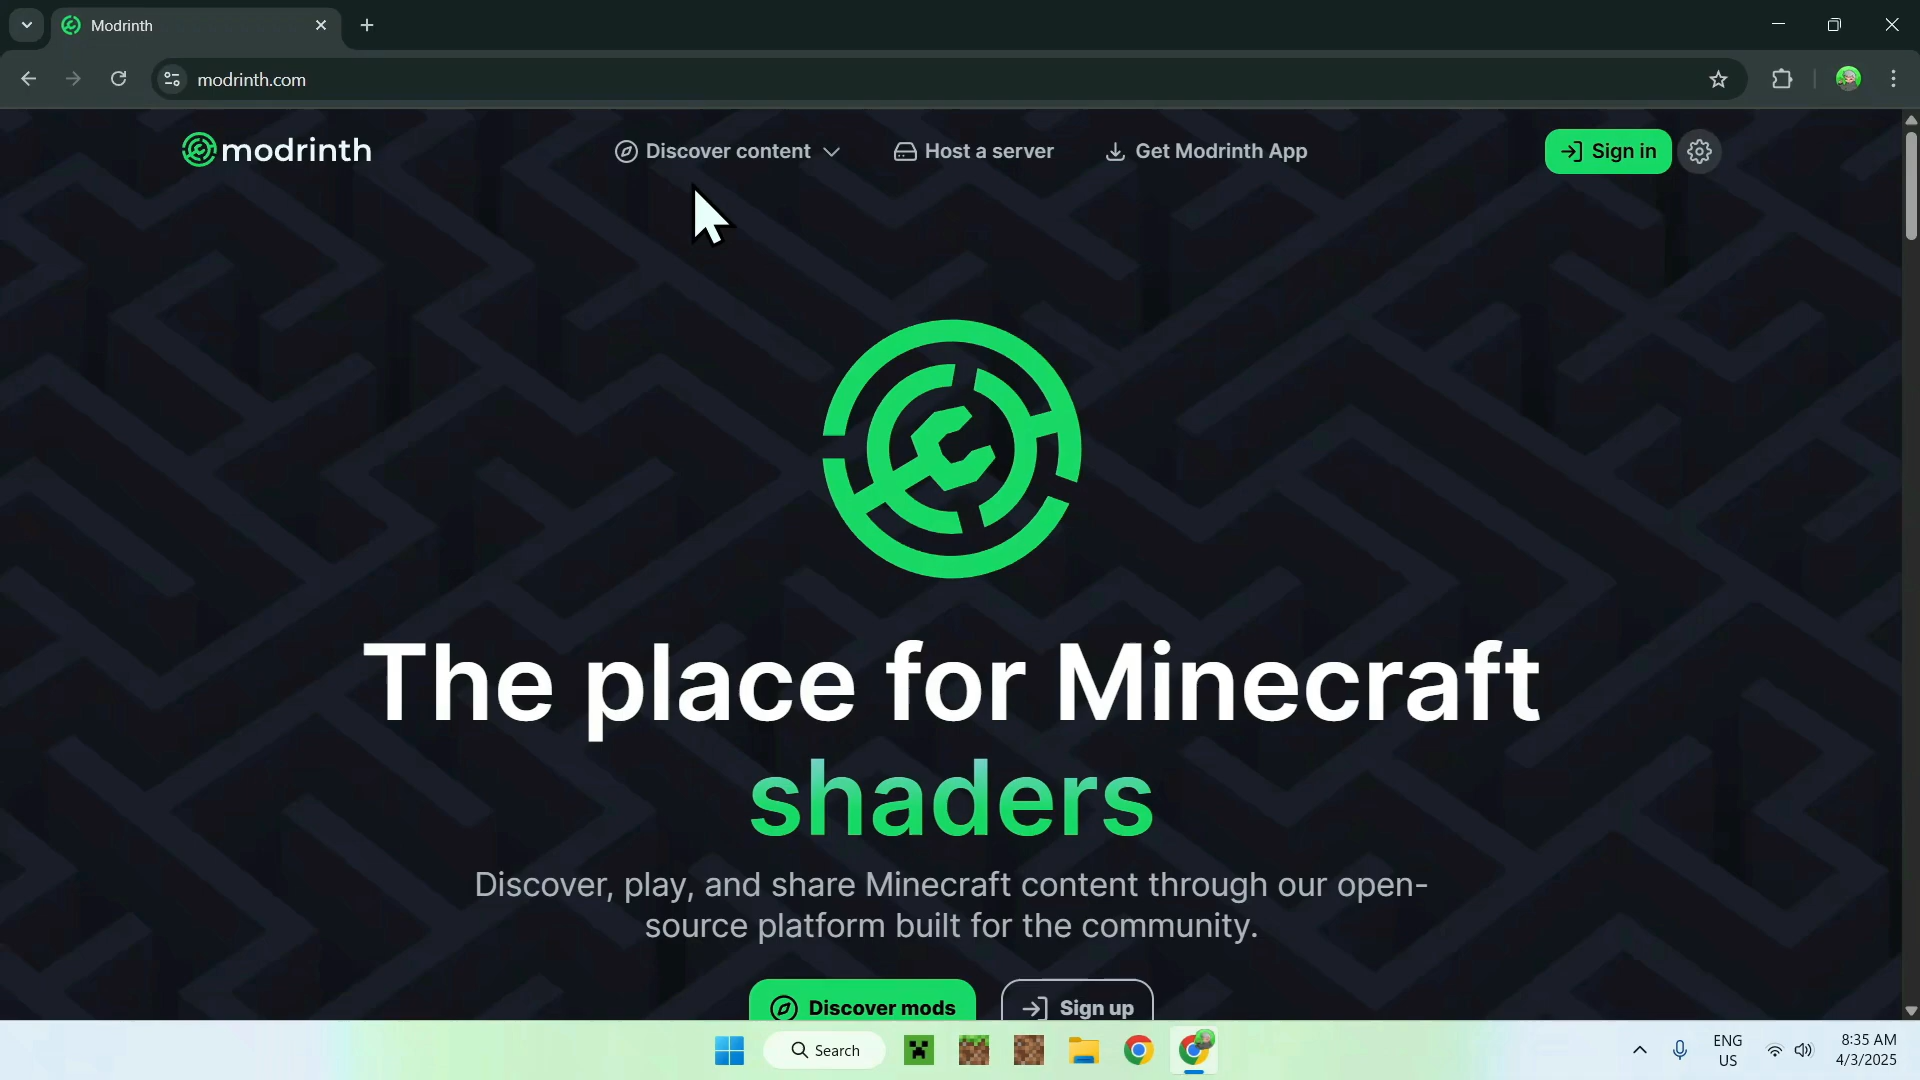 Modrinth
modrinth.com
modrinth
Discover content
Host a server
Get Modrinth App
Sign in
The place for Minecraft
shaders
Discover, play, and share Minecraft content through our open-
source platform built for the community.
Discover mods
Sign up
Search
ENG
US
8:35 AM
4/3/2025